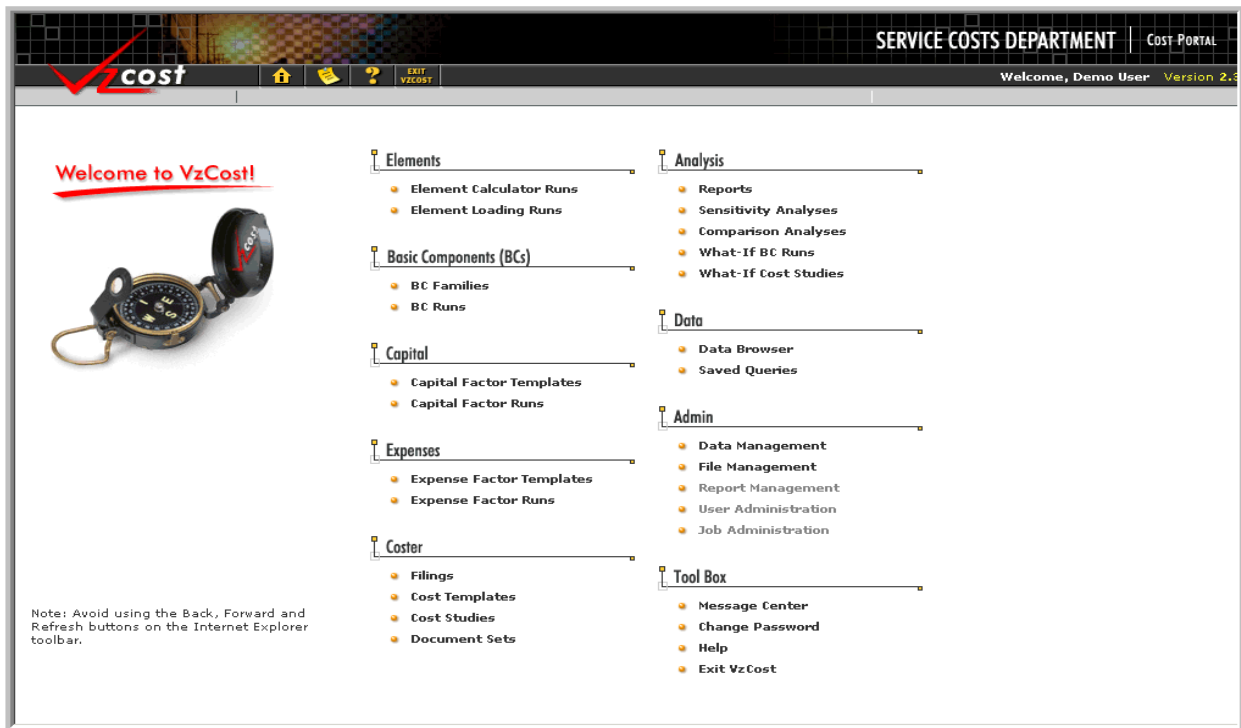 SERVICE COSTS DEPARTMENT COST PORTAL
Vzcost EXIT VZCOST Welcome, Demo User Version 2.3
Welcome to VzCost!
Elements
Element Calculator Runs
Element Loading Runs
Basic Components (BCs)
BC Families
BC Runs
Capital
Capital Factor Templates
Capital Factor Runs
Expenses
Expense Factor Templates
Expense Factor Runs
Coster
Filings
Cost Templates
Cost Studies
Document Sets
Analysis
Reports
Sensitivity Analyses
Comparison Analyses
What-If BC Runs
What-If Cost Studies
Data
Data Browser
Saved Queries
Admin
Data Management
File Management
Report Management
User Administration
Job Administration
Tool Box
Message Center
Change Password
Help
Exit VzCost
Note: Avoid using the Back, Forward and
Refresh buttons on the Internet Explorer
toolbar.